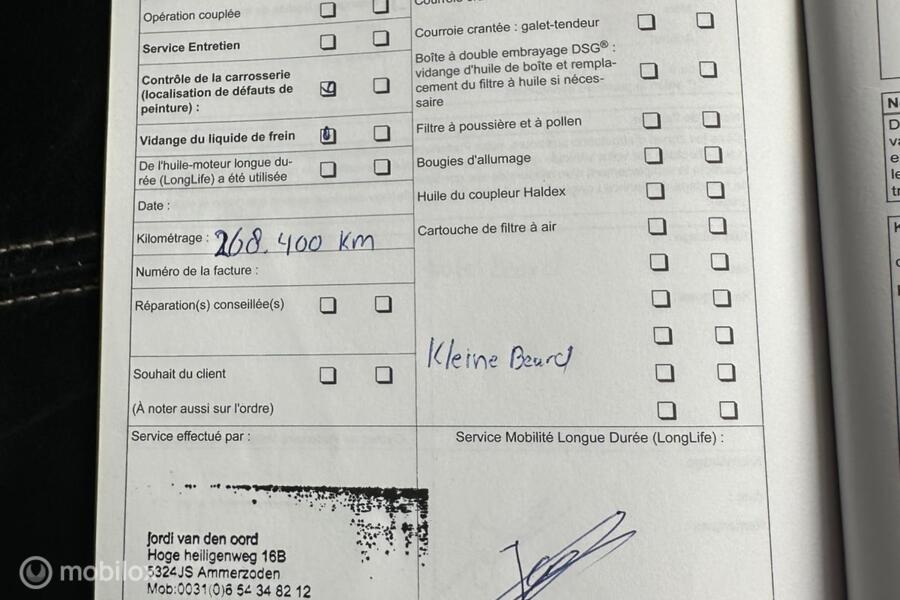 Opération couplée
Service Entretien
Contrôle de la carrosserie
(localisation de défauts de
peinture) :
Vidange du liquide de frein
De l'huile-moteur longue du-
rée (LongLife) a été utilisée
Date :
Kilométrage : 268.400 km
Numéro de la facture :
Réparation(s) conseillée(s)
Souhait du client
(À noter aussi sur l'ordre)
Courroie crantée : galet-tendeur
Boîte à double embrayage DSG® :
vidange d'huile de boîte et rempla-
cement du filtre à huile si néces-
saire
Filtre à poussière et à pollen
Bougies d'allumage
Huile du coupleur Haldex
Cartouche de filtre à air
Kleine Beurd
Service effectué par :
Service Mobilité Longue Durée (LongLife) :
jordi van den oord
Hoge heiligenweg 16B
5324JS Ammerzoden
Mob:0031(0)6 54 34 82 12
mobilox